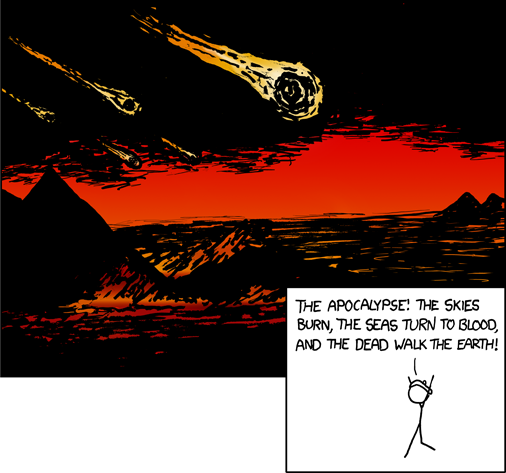 THE APOCALYPSE! THE SKIES
BURN, THE SEAS TURN TO BLOOD,
AND THE DEAD WALK THE EARTH!